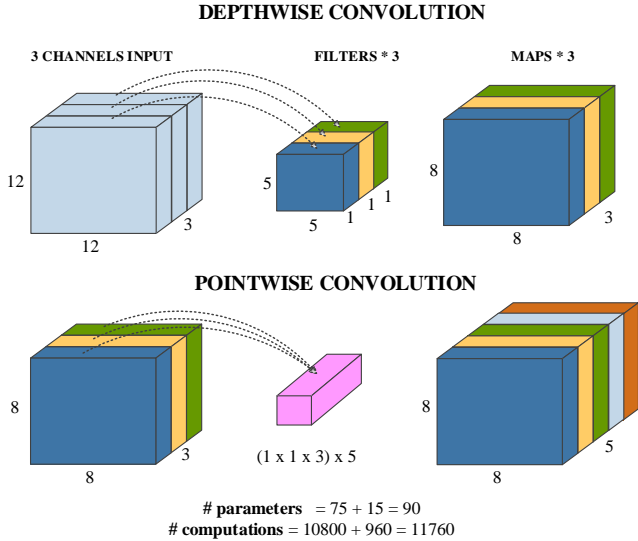 DEPTHWISE CONVOLUTION
3 CHANNELS INPUT
FILTERS * 3
MAPS * 3
12
12
3
5
5
1
1
1
8
8
3
POINTWISE CONVOLUTION
8
8
3
(1 x 1 x 3) x 5
8
8
5
# parameters = 75 + 15 = 90
# computations = 10800 + 960 = 11760